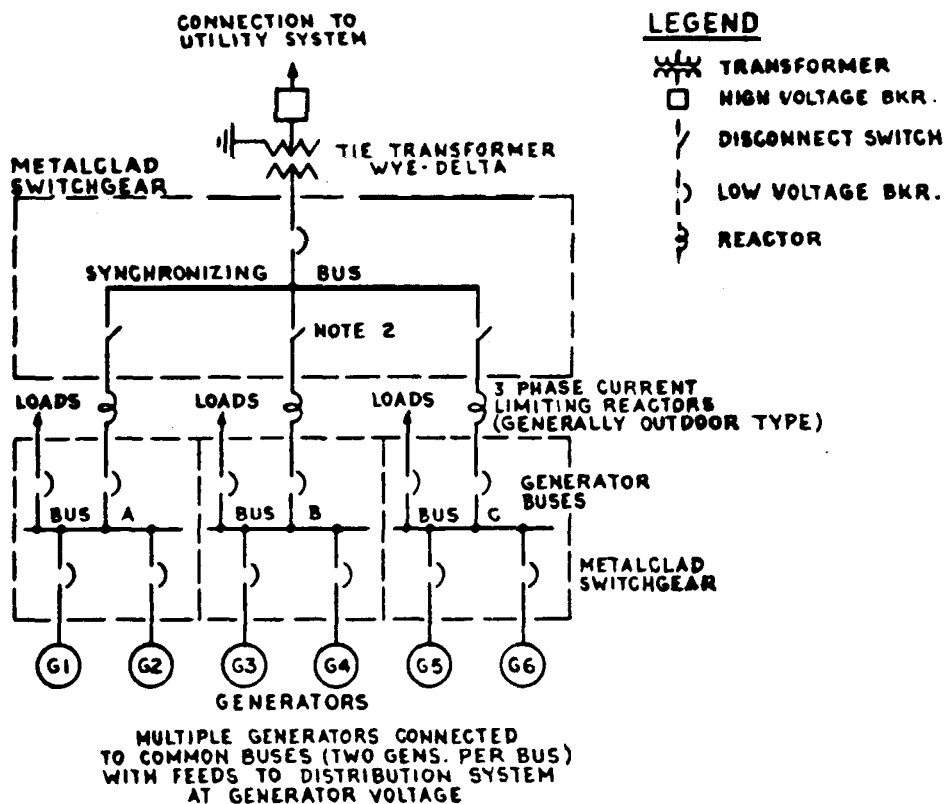 CONNECTION TO
UTILITY SYSTEM
LEGEND
TRANSFORMER
HIGH VOLTAGE BKR.
DISCONNECT SWITCH
LOW VOLTAGE BKR.
REACTOR
TIE TRANSFORMER
WYE-DELTA
METALCLAD
SWITCHGEAR
SYNCHRONIZING BUS
NOTE 2
LOADS
LOADS
LOADS
3 PHASE CURRENT
LIMITING REACTORS
(GENERALLY OUTDOOR TYPE)
GENERATOR
BUSES
BUS A
BUS B
BUS C
METALCLAD
SWITCHGEAR
G1
G2
G3
G4
G5
G6
GENERATORS
MULTIPLE GENERATORS CONNECTED
TO COMMON BUSES (TWO GENS. PER BUS)
WITH FEEDS TO DISTRIBUTION SYSTEM
AT GENERATOR VOLTAGE